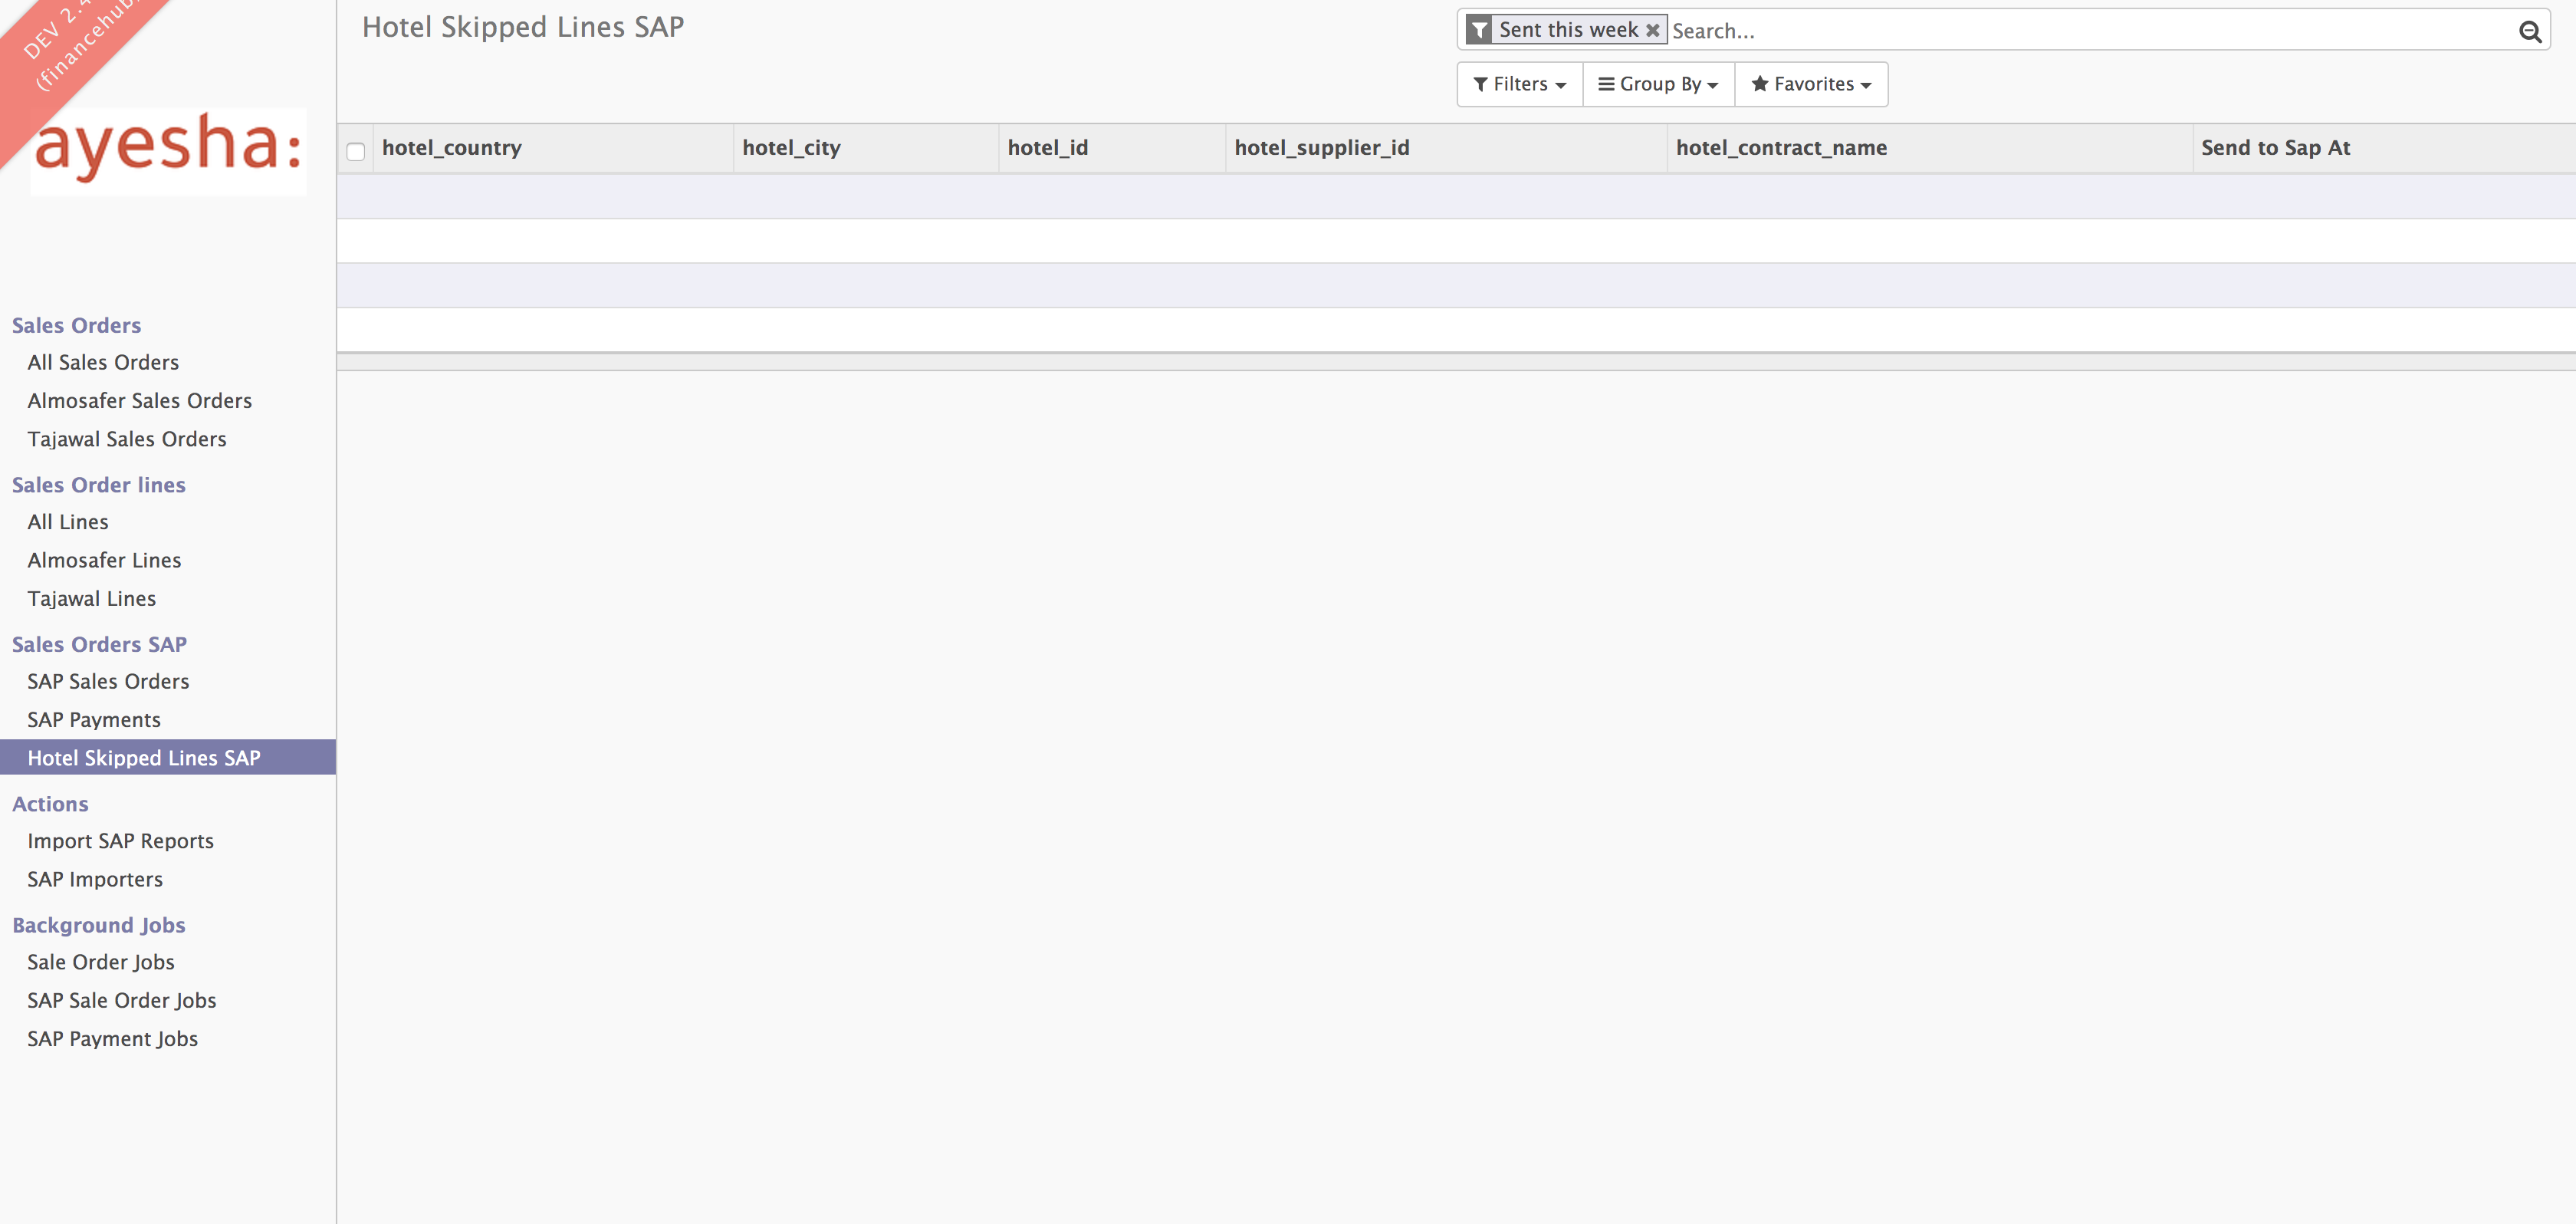 DEV 2.4
(financehub)
ayesha:
Hotel Skipped Lines SAP
Sent this week Search...
Filters Group By Favorites
hotel_country hotel_city hotel_id hotel_supplier_id hotel_contract_name Send to Sap At
Sales Orders
All Sales Orders
Almosafer Sales Orders
Tajawal Sales Orders
Sales Order lines
All Lines
Almosafer Lines
Tajawal Lines
Sales Orders SAP
SAP Sales Orders
SAP Payments
Hotel Skipped Lines SAP
Actions
Import SAP Reports
SAP Importers
Background Jobs
Sale Order Jobs
SAP Sale Order Jobs
SAP Payment Jobs